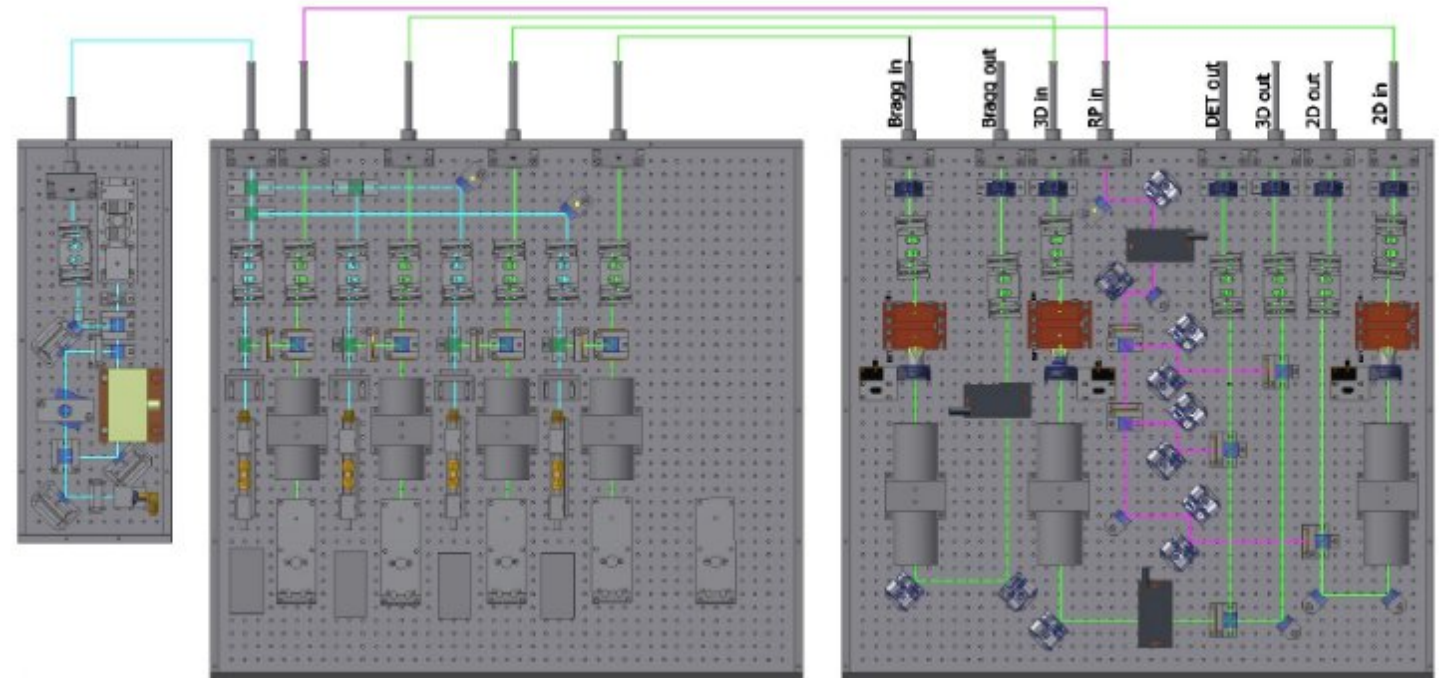 Bragg in
Bragg out
3D in
RP in
DET out
3D out
2D out
2D in